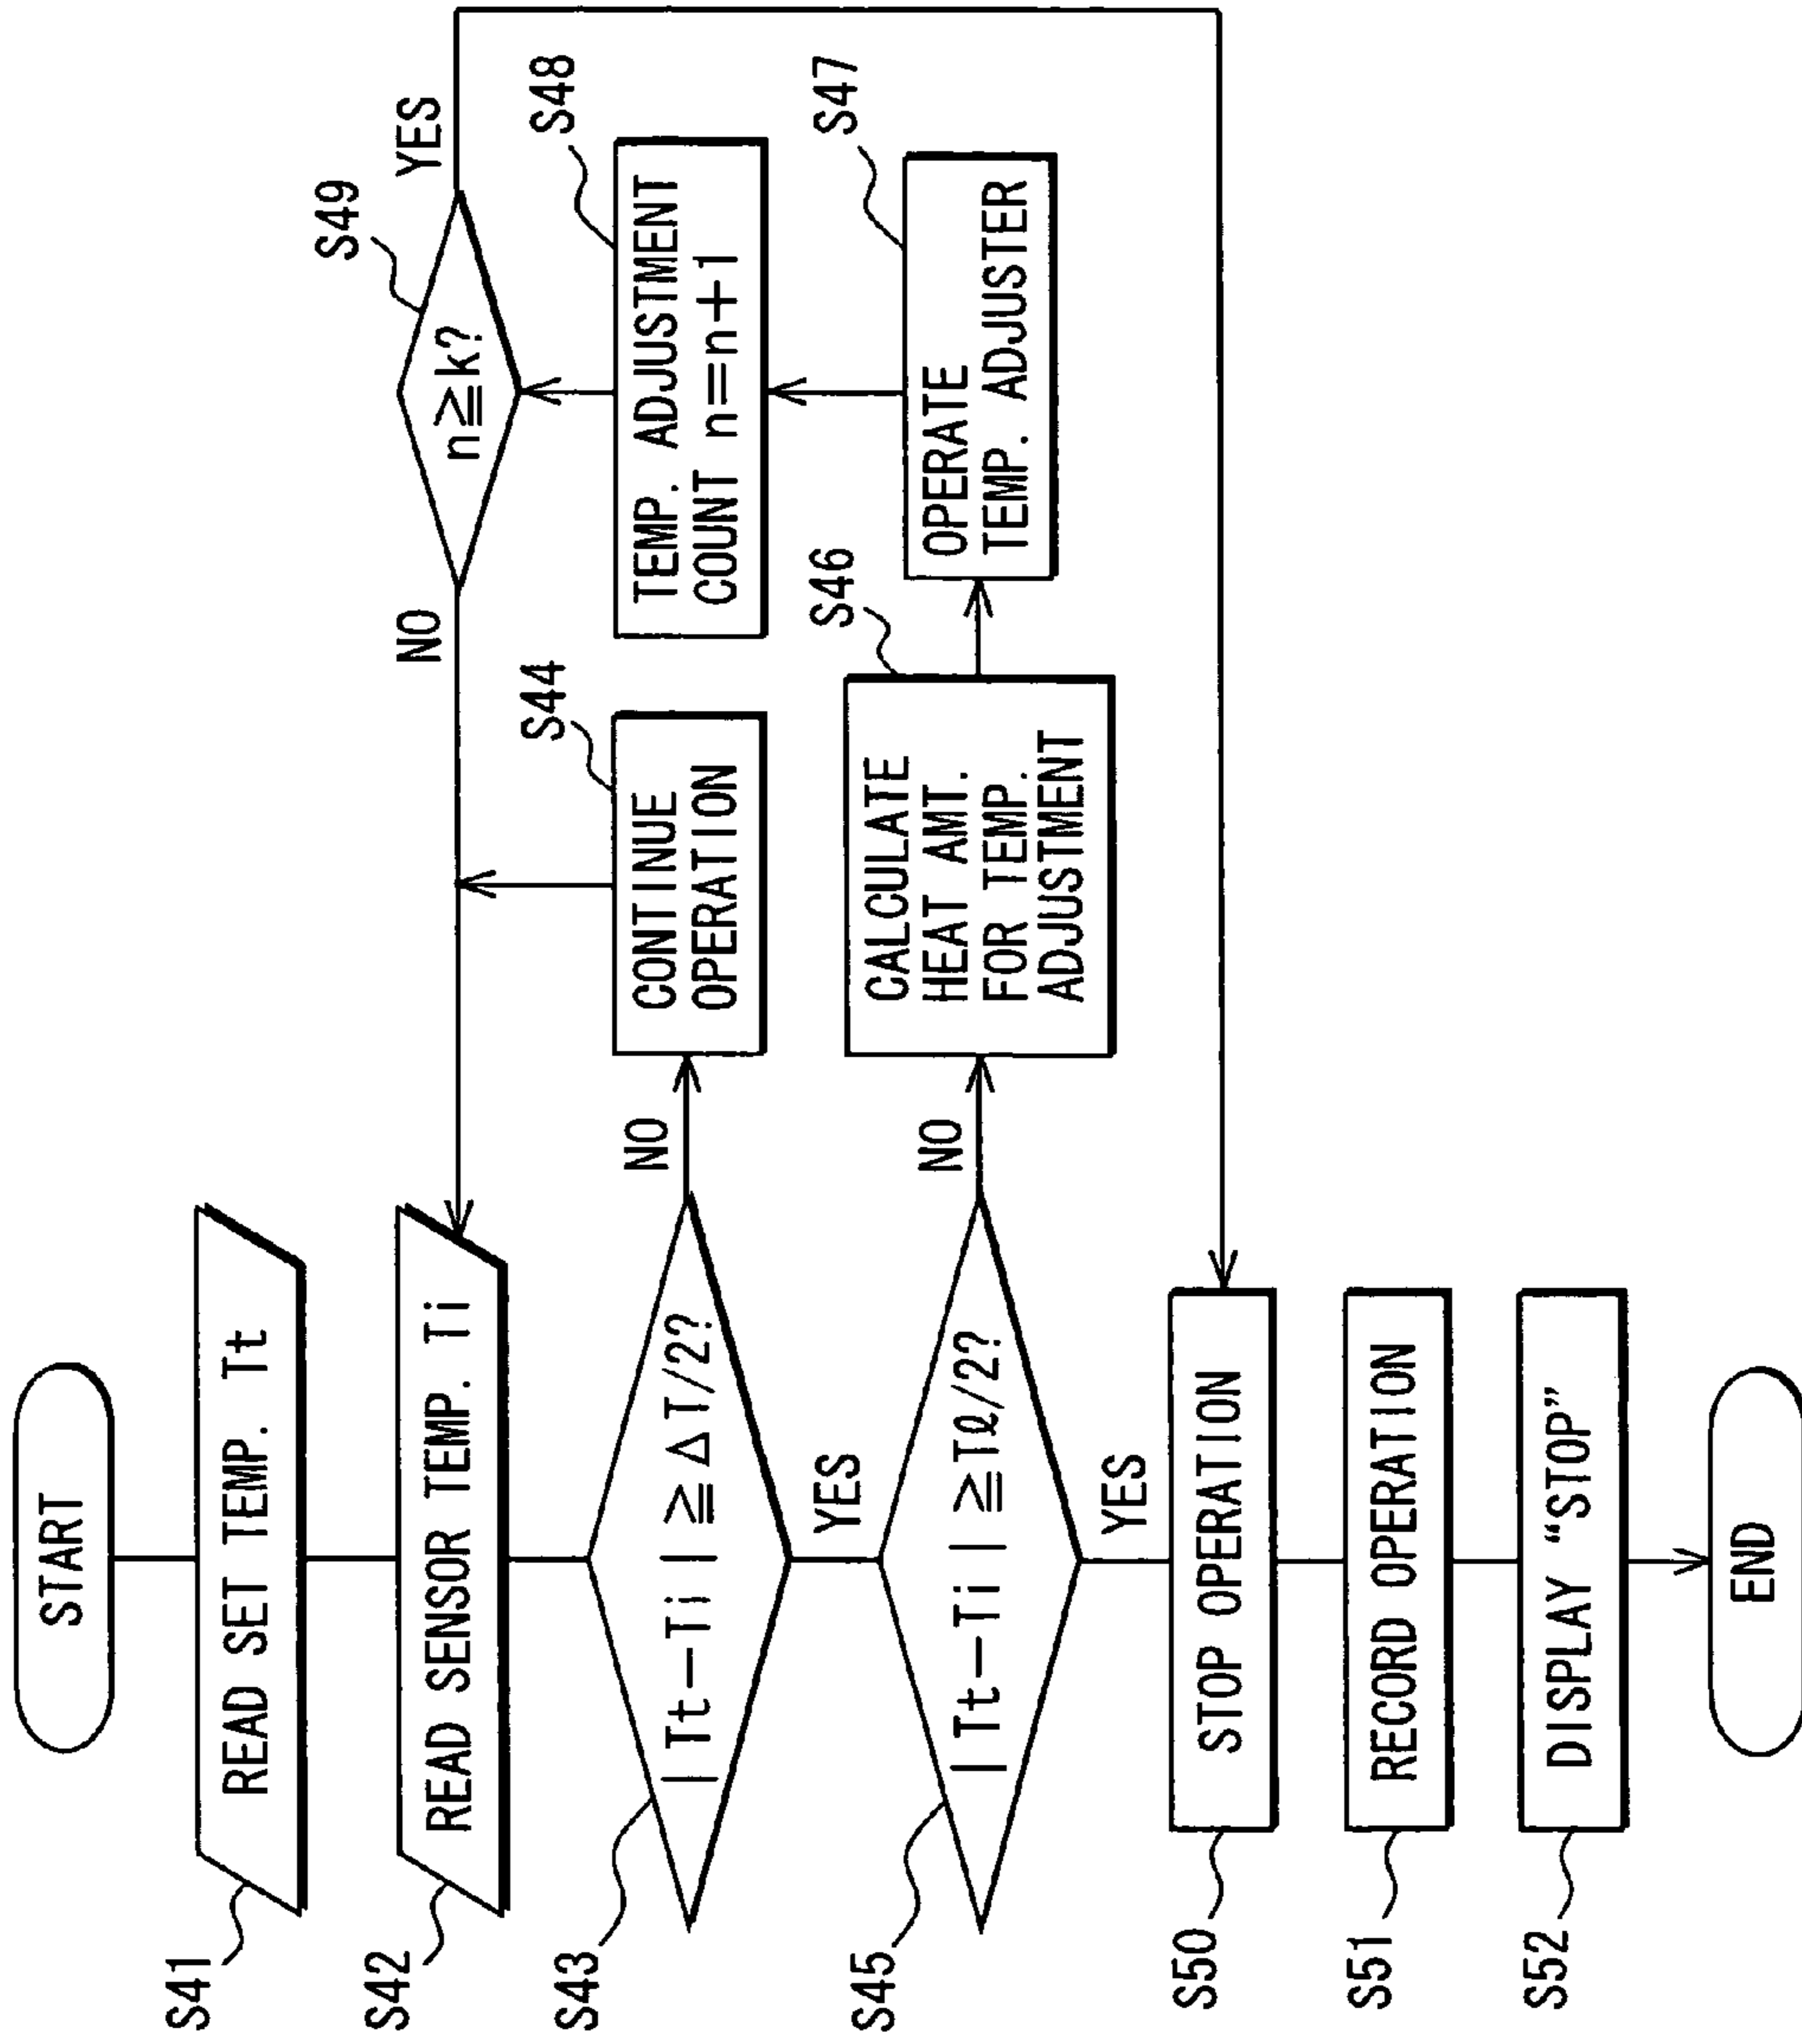 START
S41
READ SET TEMP. Tt
S42
READ SENSOR TEMP. Ti
S43
|Tt−Ti| ≧ΔT/2?
NO
S44
CONTINUE
OPERATION
YES
S45
|Tt−Ti| ≧Tℓ/2?
NO
S46
CALCULATE
HEAT AMT.
FOR TEMP.
ADJUSTMENT
S47
OPERATE
TEMP. ADJUSTER
S48
TEMP. ADJUSTMENT
COUNT n=n+1
S49
n≧k?
NO
YES
YES
S50
STOP OPERATION
S51
RECORD OPERATION
S52
DISPLAY “STOP”
END